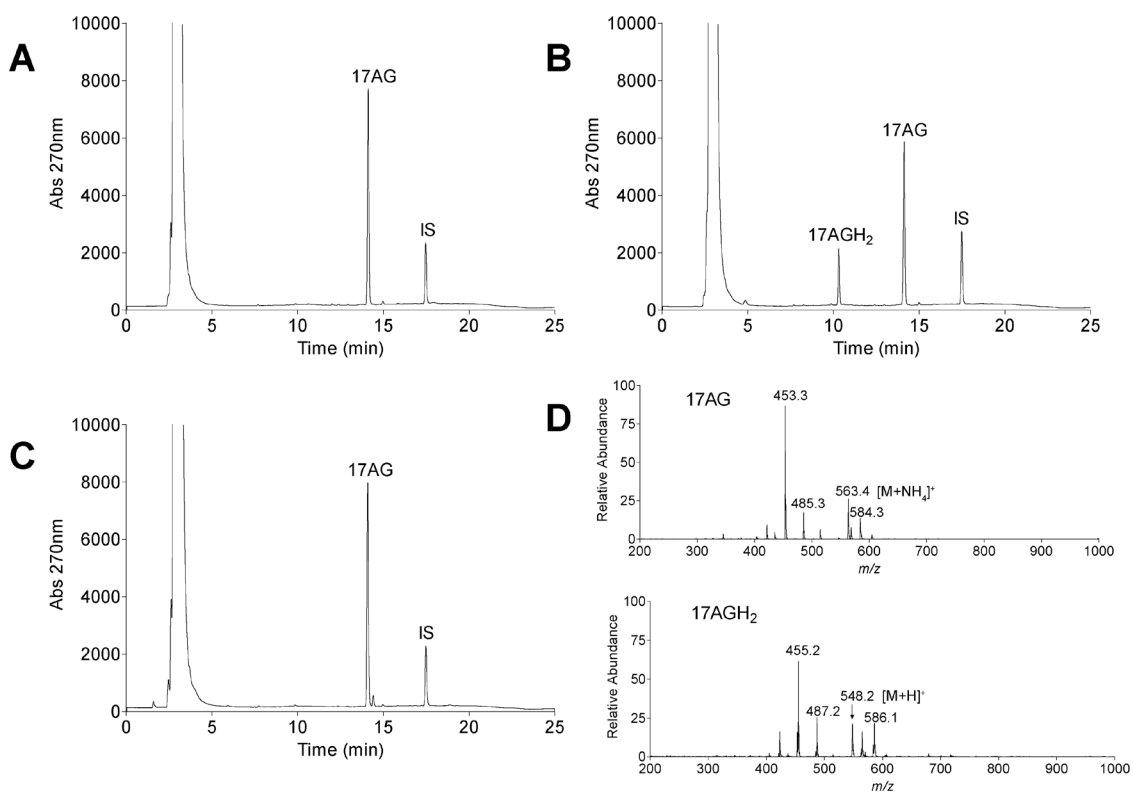 A
10000
8000
6000
4000
2000
0
Abs 270nm
17AG
IS
0 5 10 15 20 25
Time (min)
B
10000
8000
6000
4000
2000
0
Abs 270nm
17AGH₂
17AG
IS
0 5 10 15 20 25
Time (min)
C
10000
8000
6000
4000
2000
0
Abs 270nm
17AG
IS
0 5 10 15 20 25
Time (min)
D
100
75
50
25
0
Relative Abundance
17AG
453.3
485.3
563.4 [M+NH₄]⁺
584.3
200 300 400 500 600 700 800 900 1000
m/z
100
75
50
25
0
Relative Abundance
17AGH₂
455.2
487.2
548.2 [M+H]⁺
586.1
200 300 400 500 600 700 800 900 1000
m/z